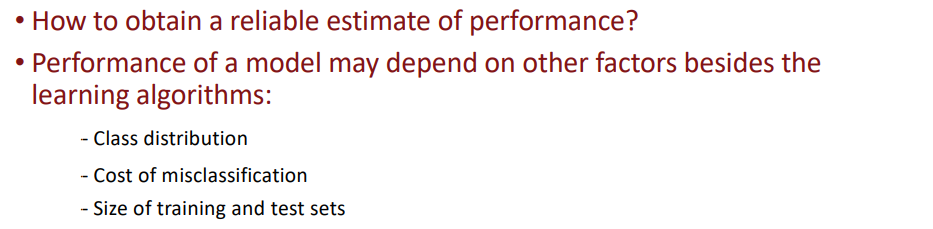 • How to obtain a reliable estimate of performance?
• Performance of a model may depend on other factors besides the
learning algorithms:
- Class distribution
- Cost of misclassification
- Size of training and test sets